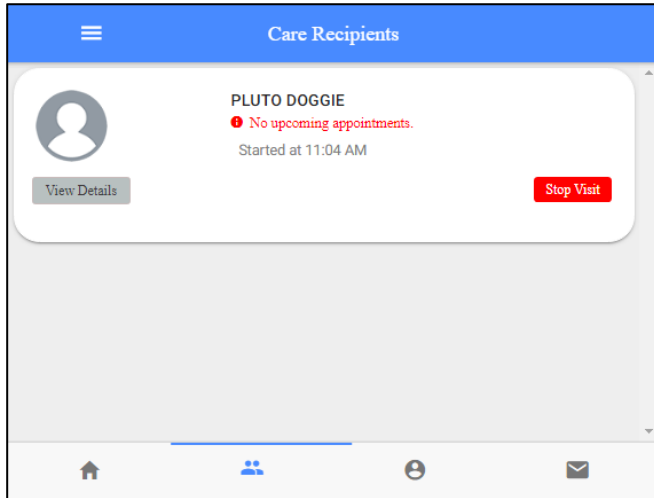 Care Recipients
PLUTO DOGGIE
No upcoming appointments.
Started at 11:04 AM
View Details
Stop Visit